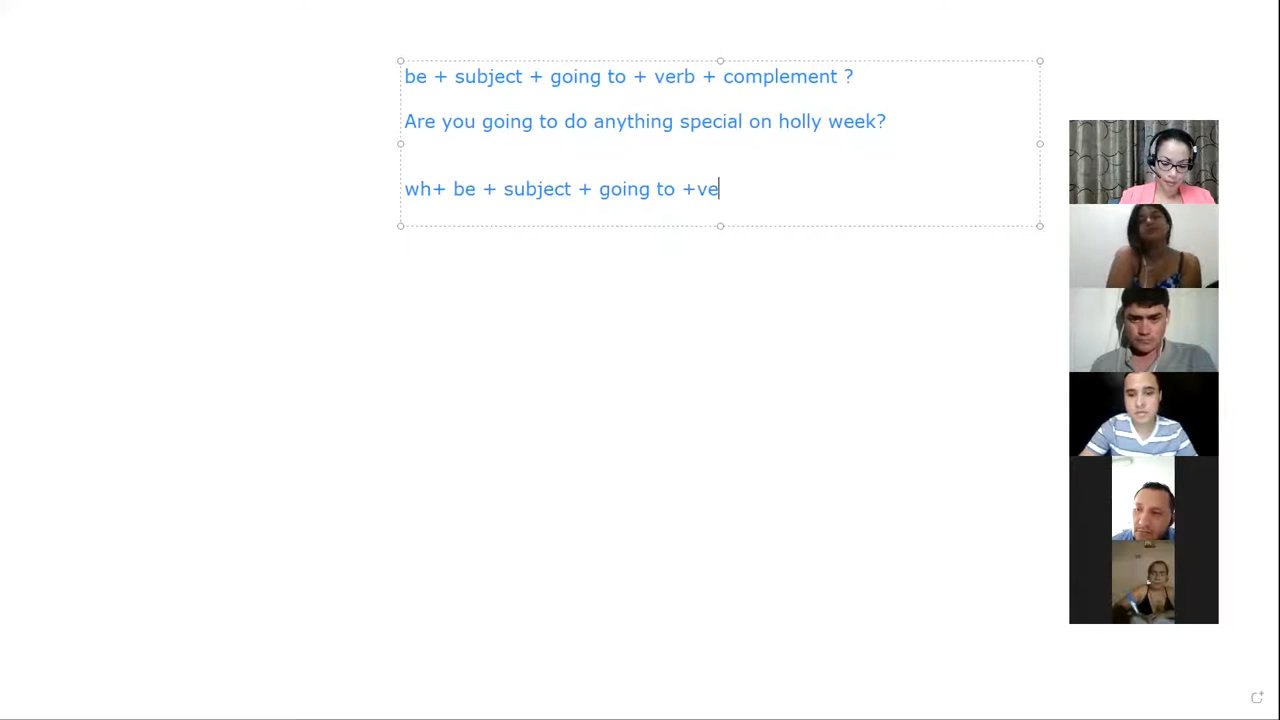 be + subject + going to + verb + complement ?
Are you going to do anything special on holly week?
wh+ be + subject + going to +ve